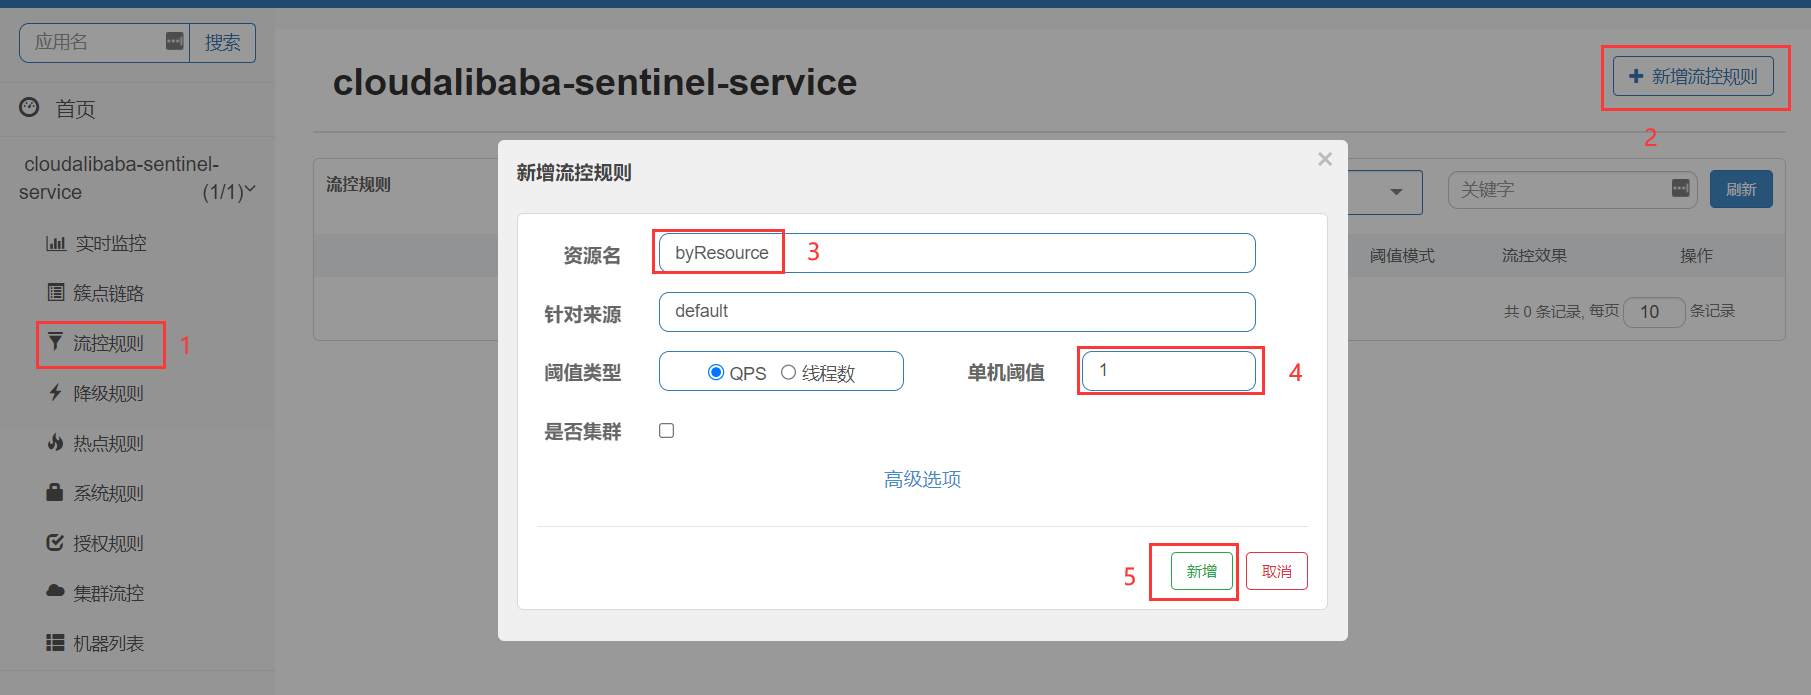 应用名
搜索
首页
cloudalibaba-sentinel-
service (1/1)
实时监控
簇点链路
流控规则 1
降级规则
热点规则
系统规则
授权规则
集群流控
机器列表
cloudalibaba-sentinel-service
新增流控规则
2
流控规则
关键字
刷新
阈值模式 流控效果 操作
共 0 条记录, 每页 10 条记录
新增流控规则 ×
资源名 byResource 3
针对来源 default
阈值类型 QPS 线程数 单机阈值 1 4
是否集群
高级选项
5 新增 取消